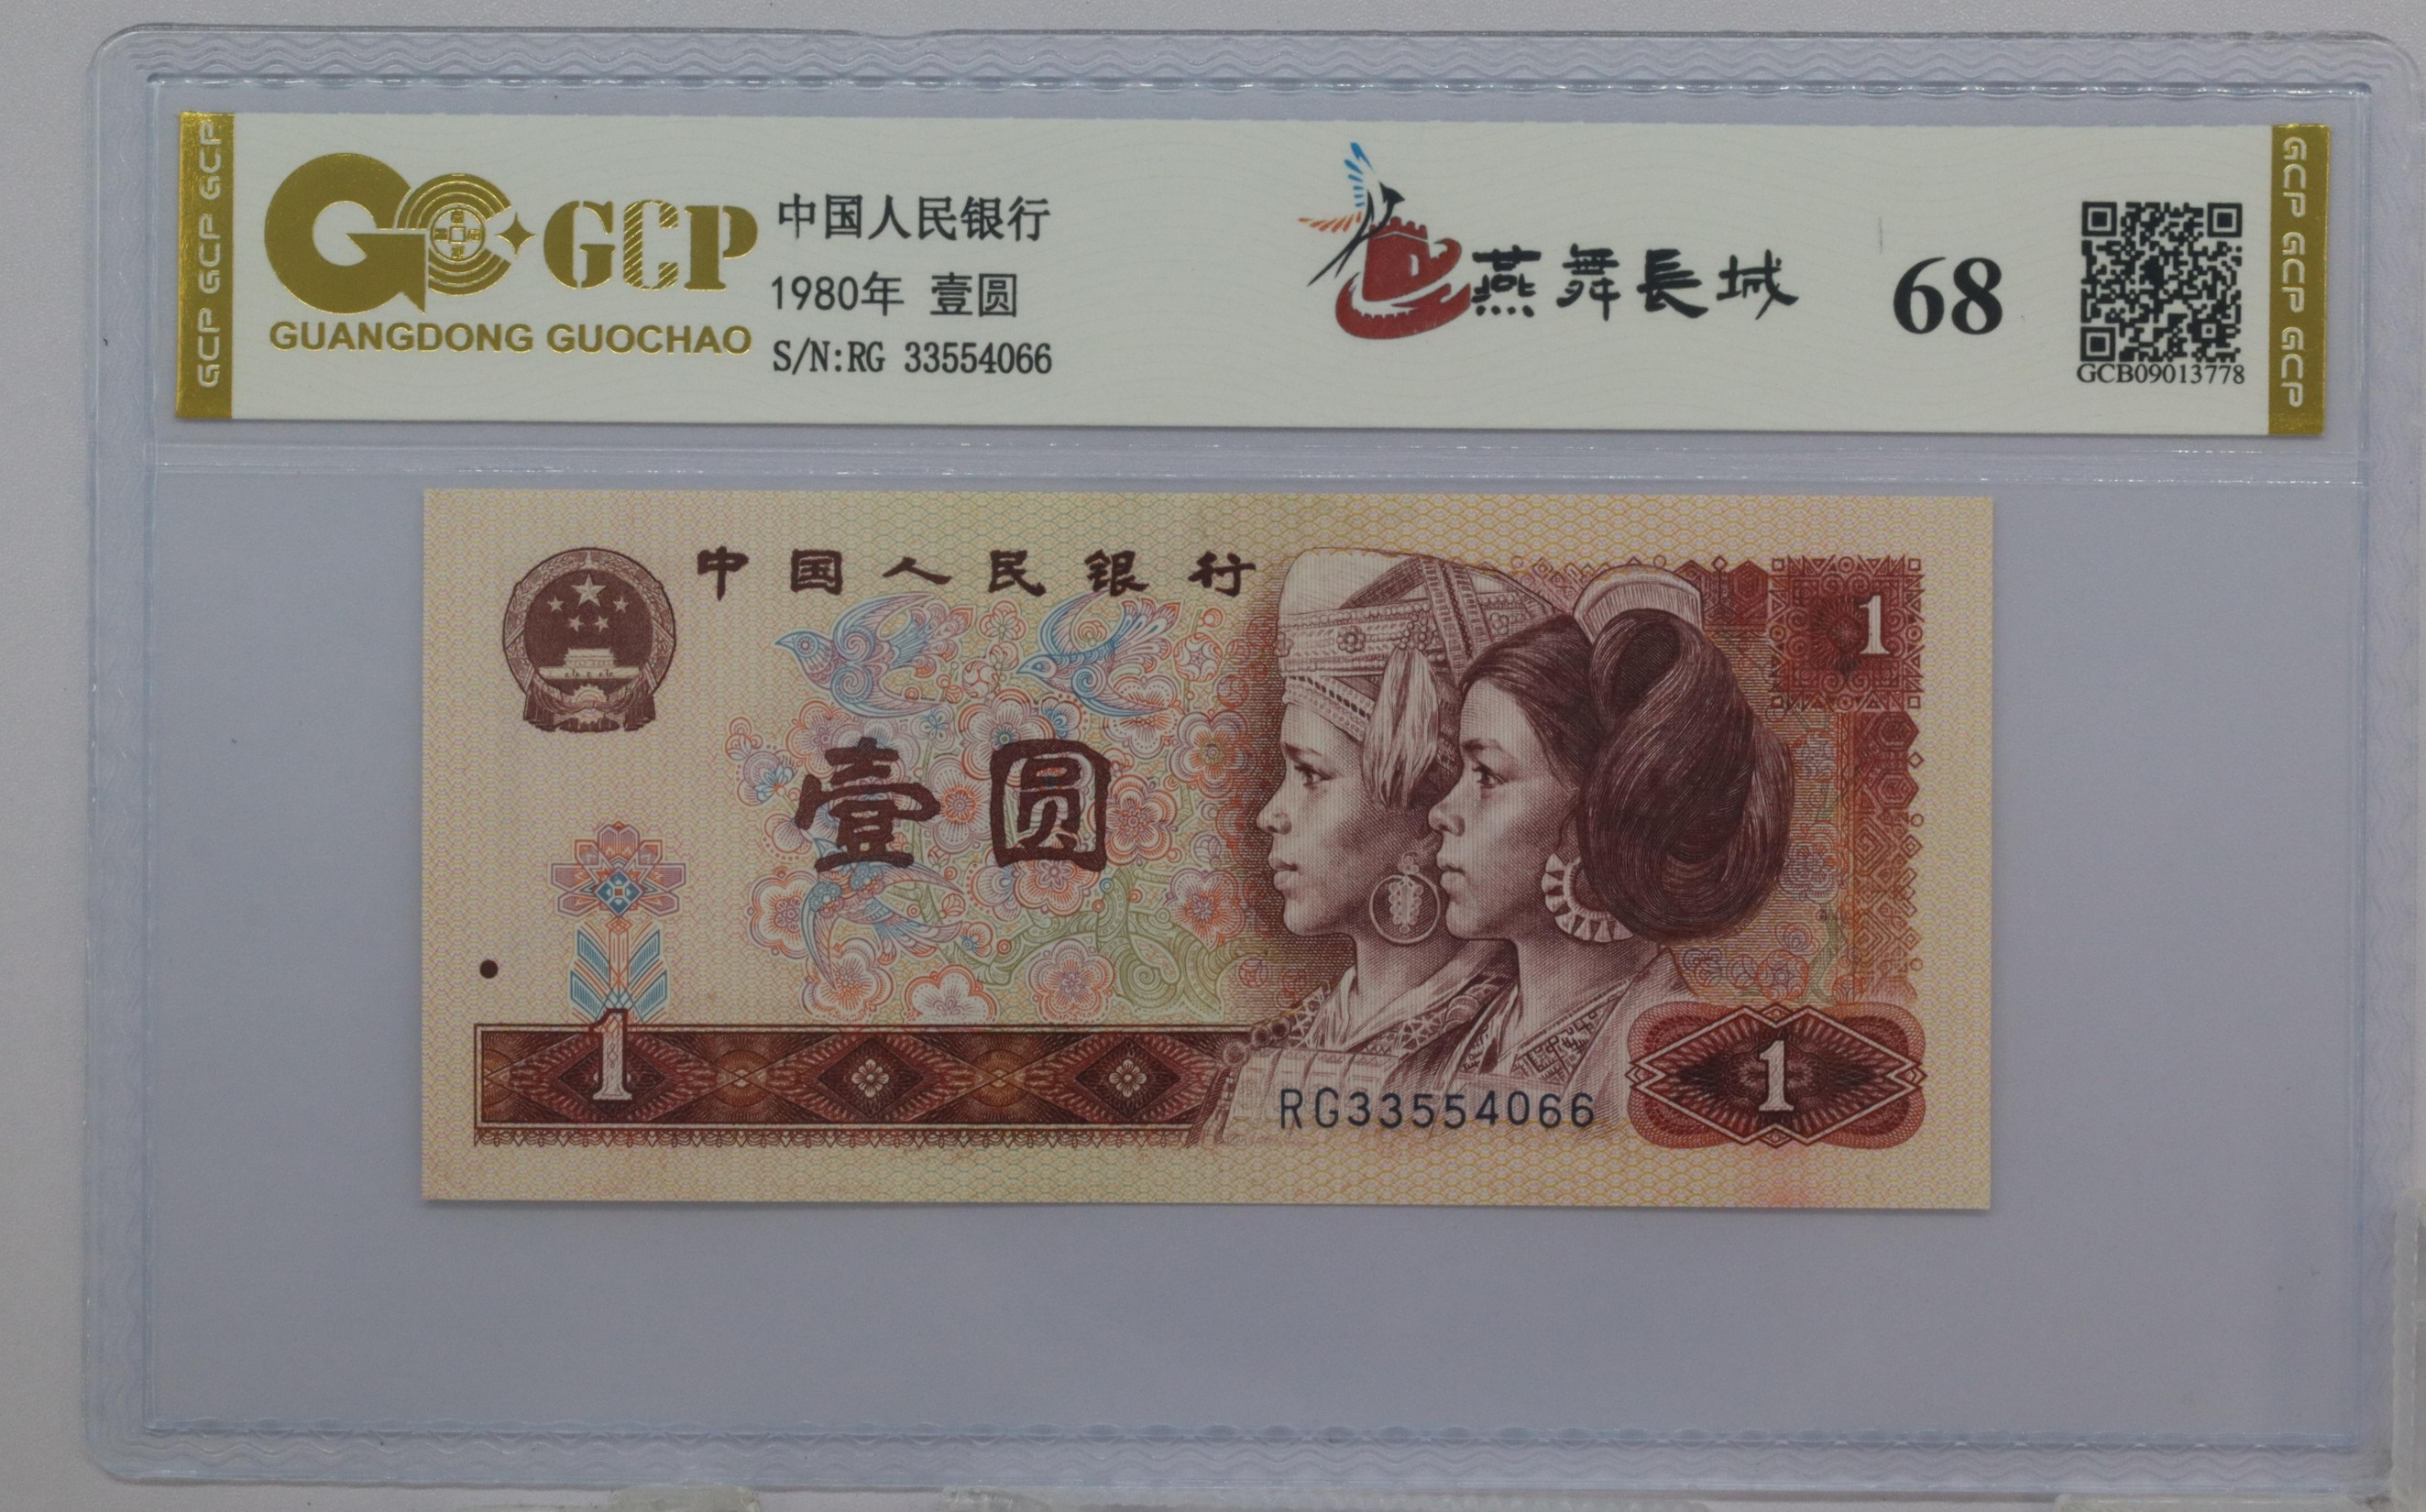 GCP GCP GCP
GCP
GUANGDONG GUOCHAO
中国人民银行
1980年 壹圆
S/N:RG 33554066
燕舞長城
68
GCB09013778
GCP GCP GCP
中国人民银行
1
壹圆
1
RG33554066
1